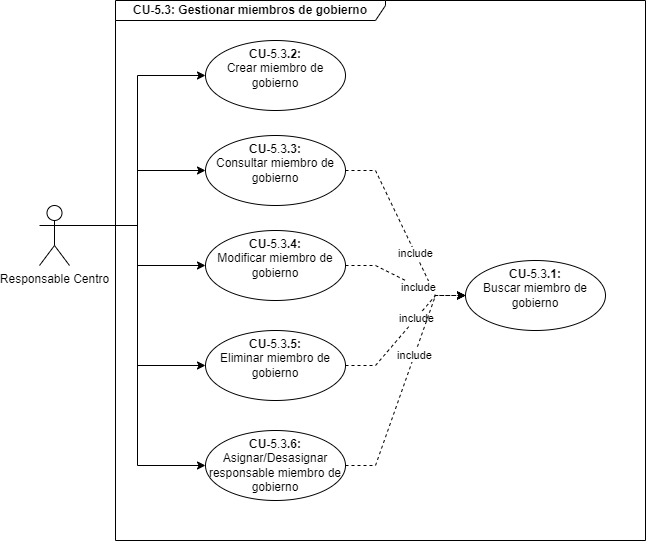 CU-5.3: Gestionar miembros de gobierno
CU-5.3.2:
Crear miembro de
gobierno
CU-5.3.3:
Consultar miembro de
gobierno
Responsable Centro
CU-5.3.4:
Modificar miembro de
gobierno
include
include
include
include
CU-5.3.1:
Buscar miembro de
gobierno
CU-5.3.5:
Eliminar miembro de
gobierno
CU-5.3.6:
Asignar/Desasignar
responsable miembro de
gobierno